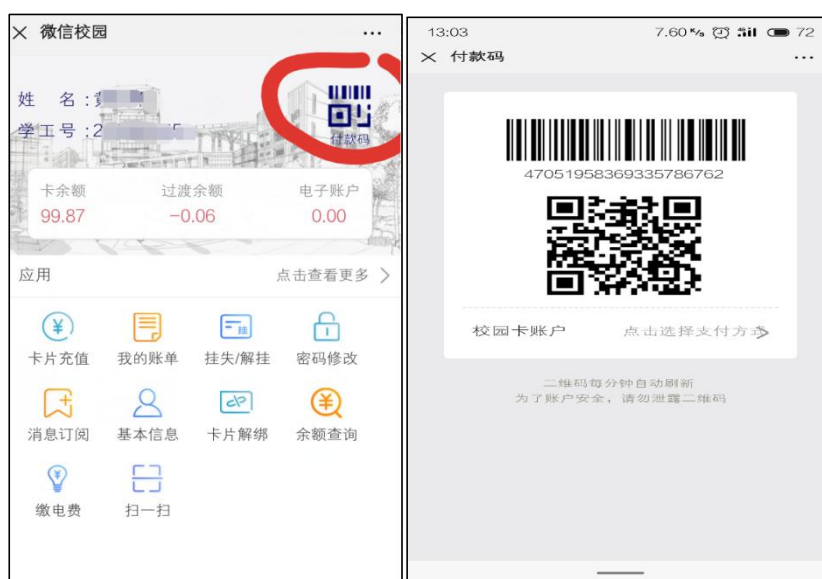 微信校园
姓 名:
学工号:2
付款码
卡余额 过渡余额 电子账户
99.87 -0.06 0.00
应用 点击查看更多
卡片充值 我的账单 挂失/解挂 密码修改
消息订阅 基本信息 卡片解绑 余额查询
缴电费 扫一扫
13:03 7.60 72
付款码
47051958369335786762
校园卡账户 点击选择支付方式
二维码每分钟自动刷新
为了账户安全,请勿泄露二维码